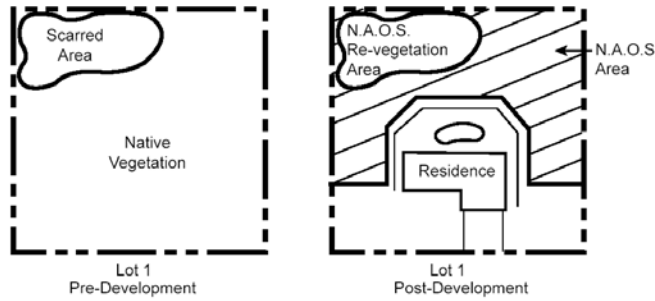 Scarred
Area
Native
Vegetation
Lot 1
Pre-Development
N.A.O.S.
Re-vegetation
Area
N.A.O.S
Area
Residence
Lot 1
Post-Development